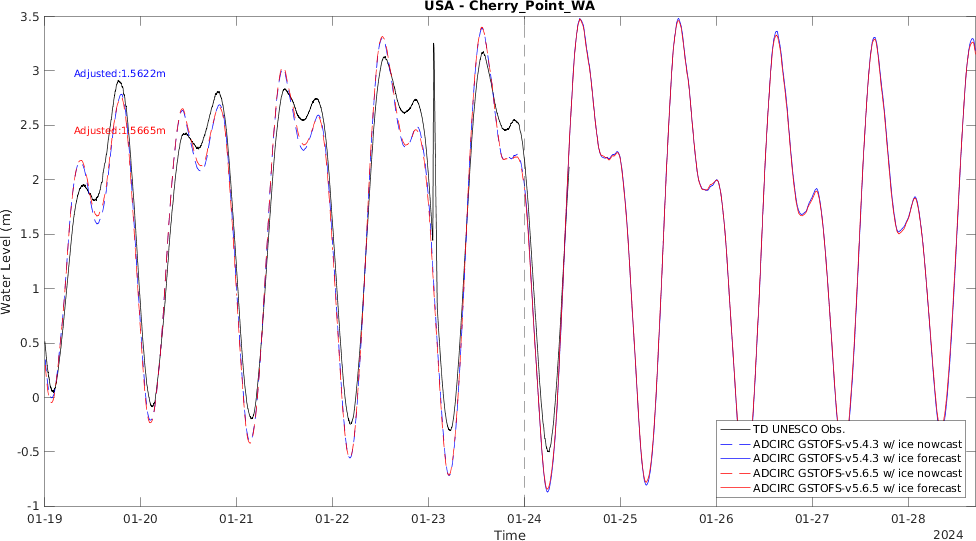 USA - Cherry_Point_WA
Water Level (m)
3.5
3
2.5
2
1.5
1
0.5
0
-0.5
-1
Adjusted:1.5622m
Adjusted:1.5665m
TD UNESCO Obs.
ADCIRC GSTOFS-v5.4.3 w/ ice nowcast
ADCIRC GSTOFS-v5.4.3 w/ ice forecast
ADCIRC GSTOFS-v5.6.5 w/ ice nowcast
ADCIRC GSTOFS-v5.6.5 w/ ice forecast
01-19 01-20 01-21 01-22 01-23 01-24 01-25 01-26 01-27 01-28
Time
2024